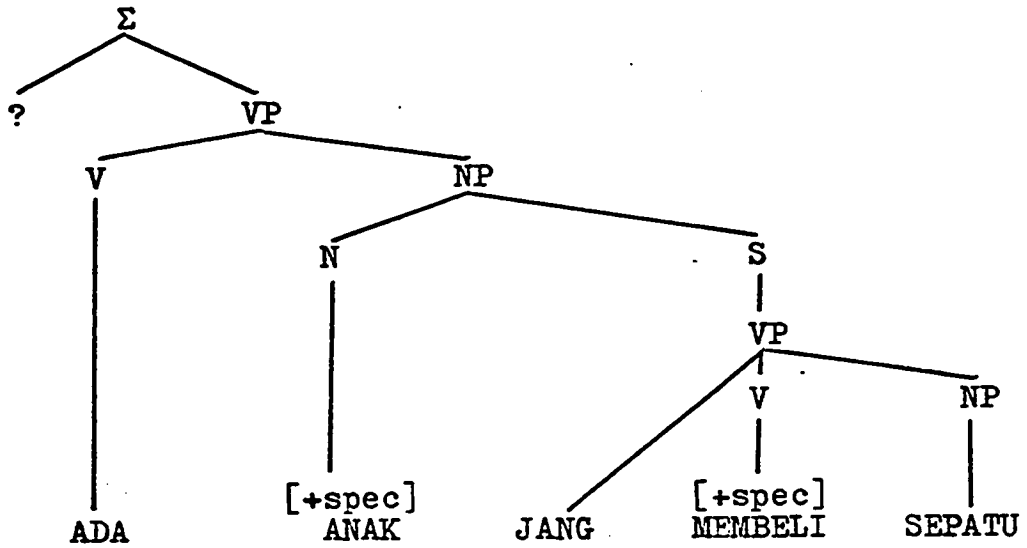 Σ
? VP
V NP
N S
VP
V NP
[+spec] [+spec]
ADA ANAK JANG MEMBELI SEPATU